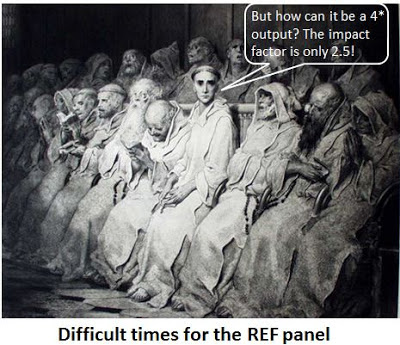 But how can it be a 4*
output? The impact
factor is only 2.5!
Difficult times for the REF panel